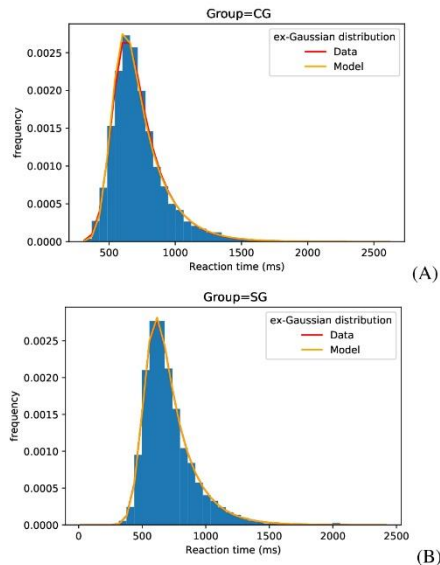 Group=CG
ex-Gaussian distribution
Data
Model
frequency
0.0025
0.0020
0.0015
0.0010
0.0005
0.0000
500 1000 1500 2000 2500
Reaction time (ms)
(A)
Group=SG
ex-Gaussian distribution
Data
Model
frequency
0.0025
0.0020
0.0015
0.0010
0.0005
0.0000
0 500 1000 1500 2000 2500
Reaction time (ms)
(B)